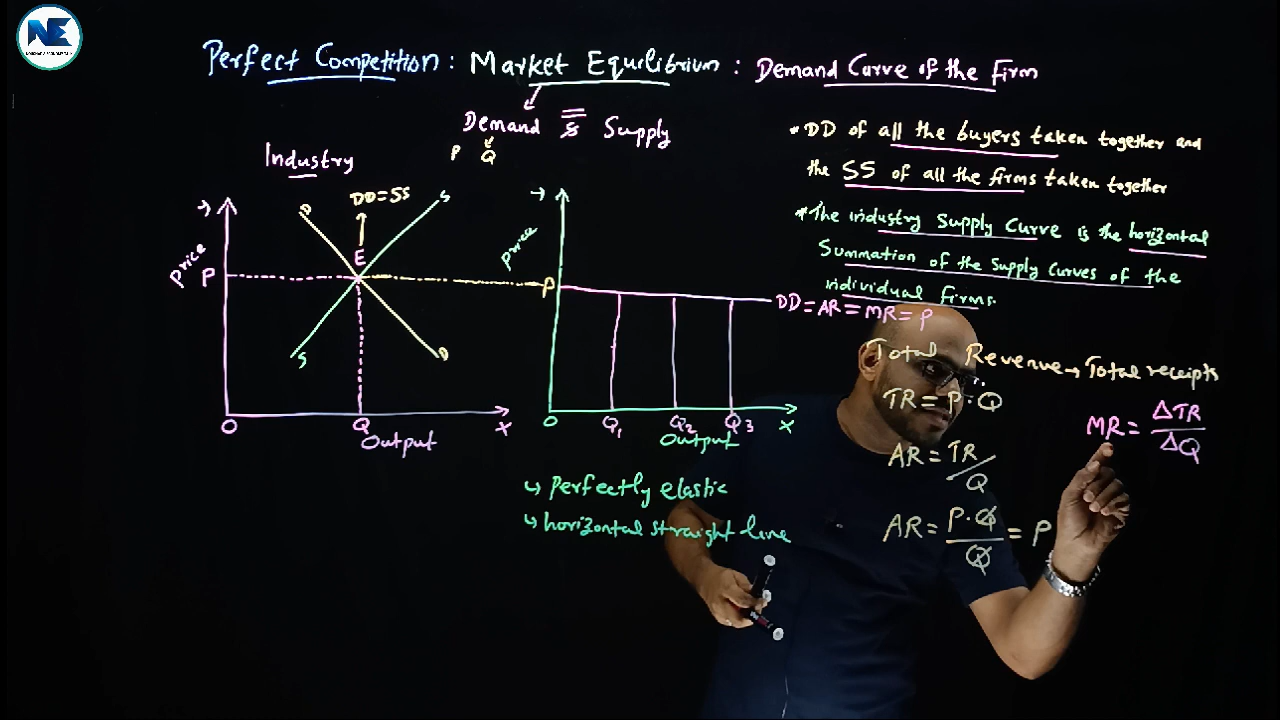 NE
Perfect Competition : Market Equilibrium : Demand Curve of the Firm
Demand = Supply
P Q
Industry
DD=SS
D
S
E
Price
P
S
D
O
Q
Output
X
Price
P
DD = AR = MR = P
O
Q1
Q2
Q3
Output
X
↳ Perfectly elastic
↳ horizontal straight line
*DD of all the buyers taken together and
the SS of all the firms taken together
*The industry Supply Curve is the horizontal
Summation of the Supply Curves of the
individual firms.
Total Revenue → Total receipts
TR = P·Q
AR = TR/Q
AR = P·Q/Q = P
MR = ΔTR/ΔQ